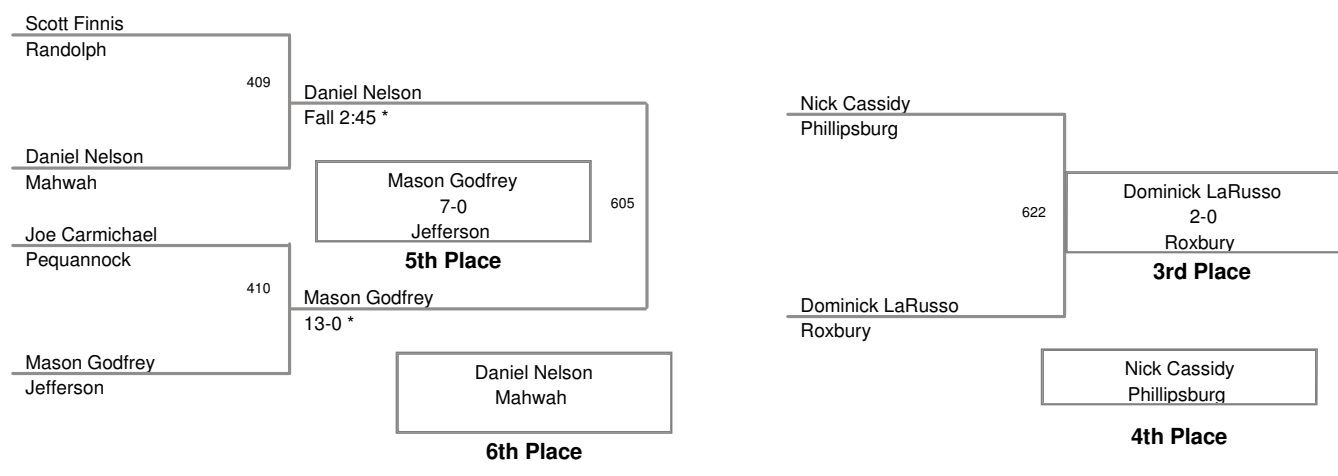 Scott Finnis
Randolph
409
Daniel Nelson
Fall 2:45 *
Daniel Nelson
Mahwah
Mason Godfrey
7-0
Jefferson
5th Place
605
Joe Carmichael
Pequannock
410
Mason Godfrey
13-0 *
Mason Godfrey
Jefferson
Daniel Nelson
Mahwah
6th Place
Nick Cassidy
Phillipsburg
622
Dominick LaRusso
2-0
Roxbury
3rd Place
Dominick LaRusso
Roxbury
Nick Cassidy
Phillipsburg
4th Place